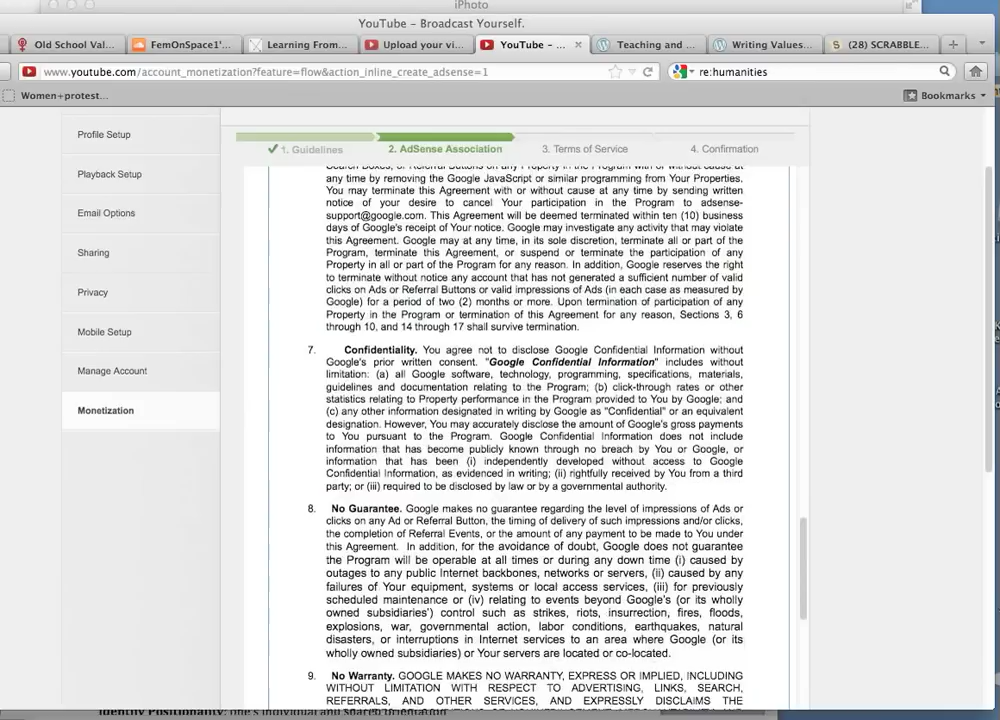 iPhoto
YouTube - Broadcast Yourself.
Old School Val...
FemOnSpace1'...
Learning From...
Upload your vi...
YouTube - ...
Teaching and ...
Writing Values...
S (28) SCRABBLE...
www.youtube.com/account_monetization?feature=flow&action_inline_create_adsense=1
re:humanities
Women+protest...
Bookmarks
Profile Setup
Playback Setup
Email Options
Sharing
Privacy
Mobile Setup
Manage Account
Monetization
1. Guidelines
2. AdSense Association
3. Terms of Service
4. Confirmation
Search Boxes, or Referral Buttons on any Property in the Program with or without cause at
any time by removing the Google JavaScript or similar programming from Your Properties.
You may terminate this Agreement with or without cause at any time by sending written
notice of your desire to cancel Your participation in the Program to adsense-
support@google.com. This Agreement will be deemed terminated within ten (10) business
days of Google's receipt of Your notice. Google may investigate any activity that may violate
this Agreement. Google may at any time, in its sole discretion, terminate all or part of the
Program, terminate this Agreement, or suspend or terminate the participation of any
Property in all or part of the Program for any reason. In addition, Google reserves the right
to terminate without notice any account that has not generated a sufficient number of valid
clicks on Ads or Referral Buttons or valid impressions of Ads (in each case as measured by
Google) for a period of two (2) months or more. Upon termination of participation of any
Property in the Program or termination of this Agreement for any reason, Sections 3, 6
through 10, and 14 through 17 shall survive termination.
7. Confidentiality. You agree not to disclose Google Confidential Information without
Google's prior written consent. "Google Confidential Information" includes without
limitation: (a) all Google software, technology, programming, specifications, materials,
guidelines and documentation relating to the Program; (b) click-through rates or other
statistics relating to Property performance in the Program provided to You by Google; and
(c) any other information designated in writing by Google as "Confidential" or an equivalent
designation. However, You may accurately disclose the amount of Google's gross payments
to You pursuant to the Program. Google Confidential Information does not include
information that has become publicly known through no breach by You or Google, or
information that has been (i) independently developed without access to Google
Confidential Information, as evidenced in writing; (ii) rightfully received by You from a third
party; or (iii) required to be disclosed by law or by a governmental authority.
8. No Guarantee. Google makes no guarantee regarding the level of impressions of Ads or
clicks on any Ad or Referral Button, the timing of delivery of such impressions and/or clicks,
the completion of Referral Events, or the amount of any payment to be made to You under
this Agreement. In addition, for the avoidance of doubt, Google does not guarantee
the Program will be operable at all times or during any down time (i) caused by
outages to any public Internet backbones, networks or servers, (ii) caused by any
failures of Your equipment, systems or local access services, (iii) for previously
scheduled maintenance or (iv) relating to events beyond Google's (or its wholly
owned subsidiaries') control such as strikes, riots, insurrection, fires, floods,
explosions, war, governmental action, labor conditions, earthquakes, natural
disasters, or interruptions in Internet services to an area where Google (or its
wholly owned subsidiaries) or Your servers are located or co-located.
9. No Warranty. GOOGLE MAKES NO WARRANTY, EXPRESS OR IMPLIED, INCLUDING
WITHOUT LIMITATION WITH RESPECT TO ADVERTISING, LINKS, SEARCH,
REFERRALS, AND OTHER SERVICES, AND EXPRESSLY DISCLAIMS THE
Identity Positionality: one's individual and shared orientation